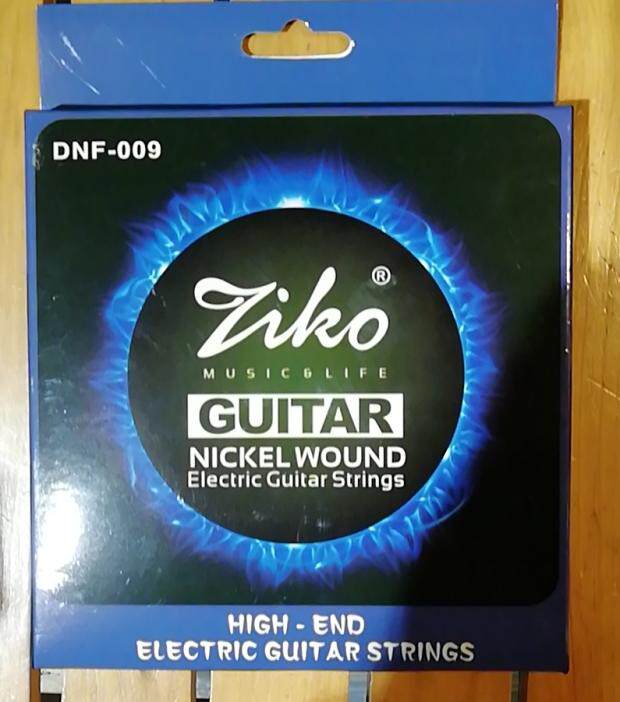 DNF-009
Ziko®
MUSIC&LIFE
GUITAR
NICKEL WOUND
Electric Guitar Strings
HIGH - END
ELECTRIC GUITAR STRINGS